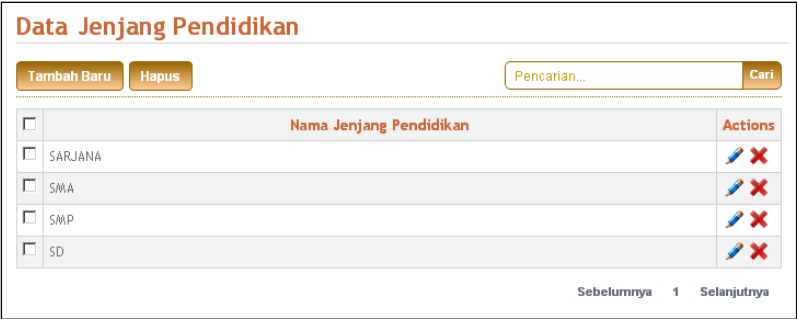 Data Jenjang Pendidikan
Tambah Baru Hapus Pencarian... Cari
Nama Jenjang Pendidikan Actions
SARJANA
SMA
SMP
SD
Sebelumnya 1 Selanjutnya